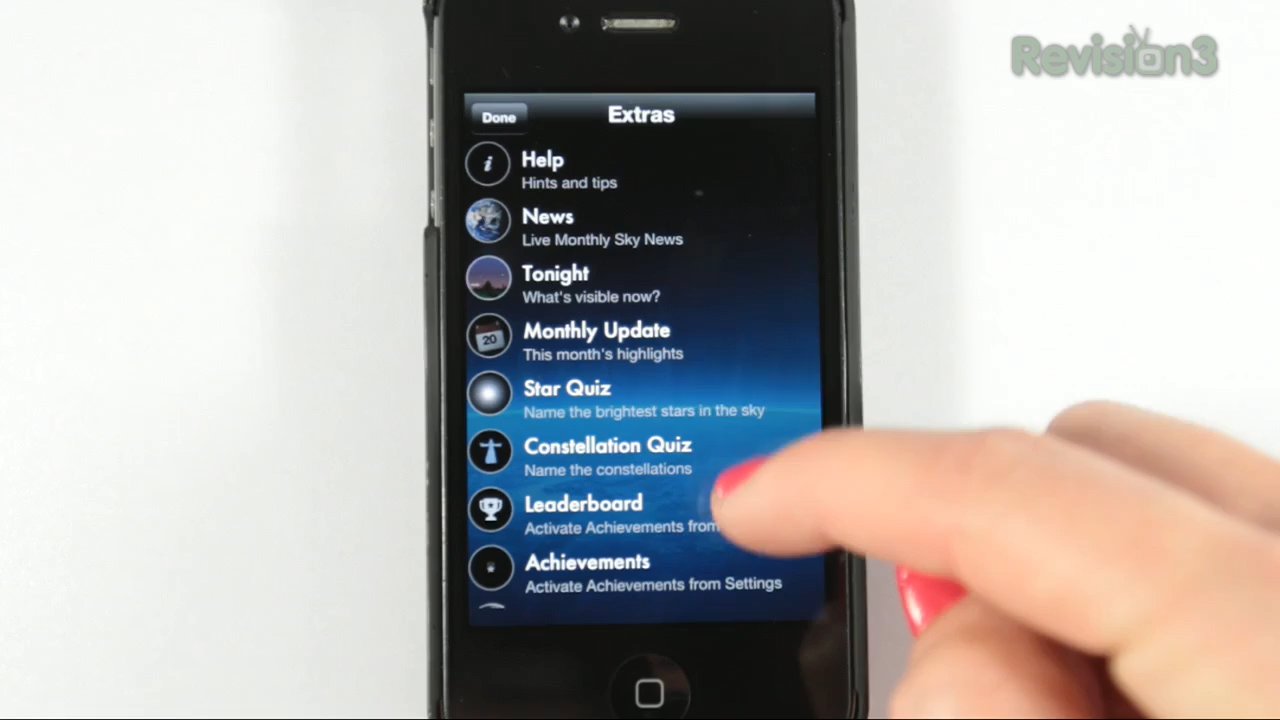 Revision3
Done
Extras
Help
Hints and tips
News
Live Monthly Sky News
Tonight
What's visible now?
20
Monthly Update
This month's highlights
Star Quiz
Name the brightest stars in the sky
Constellation Quiz
Name the constellations
Leaderboard
Activate Achievements from
Achievements
Activate Achievements from Settings